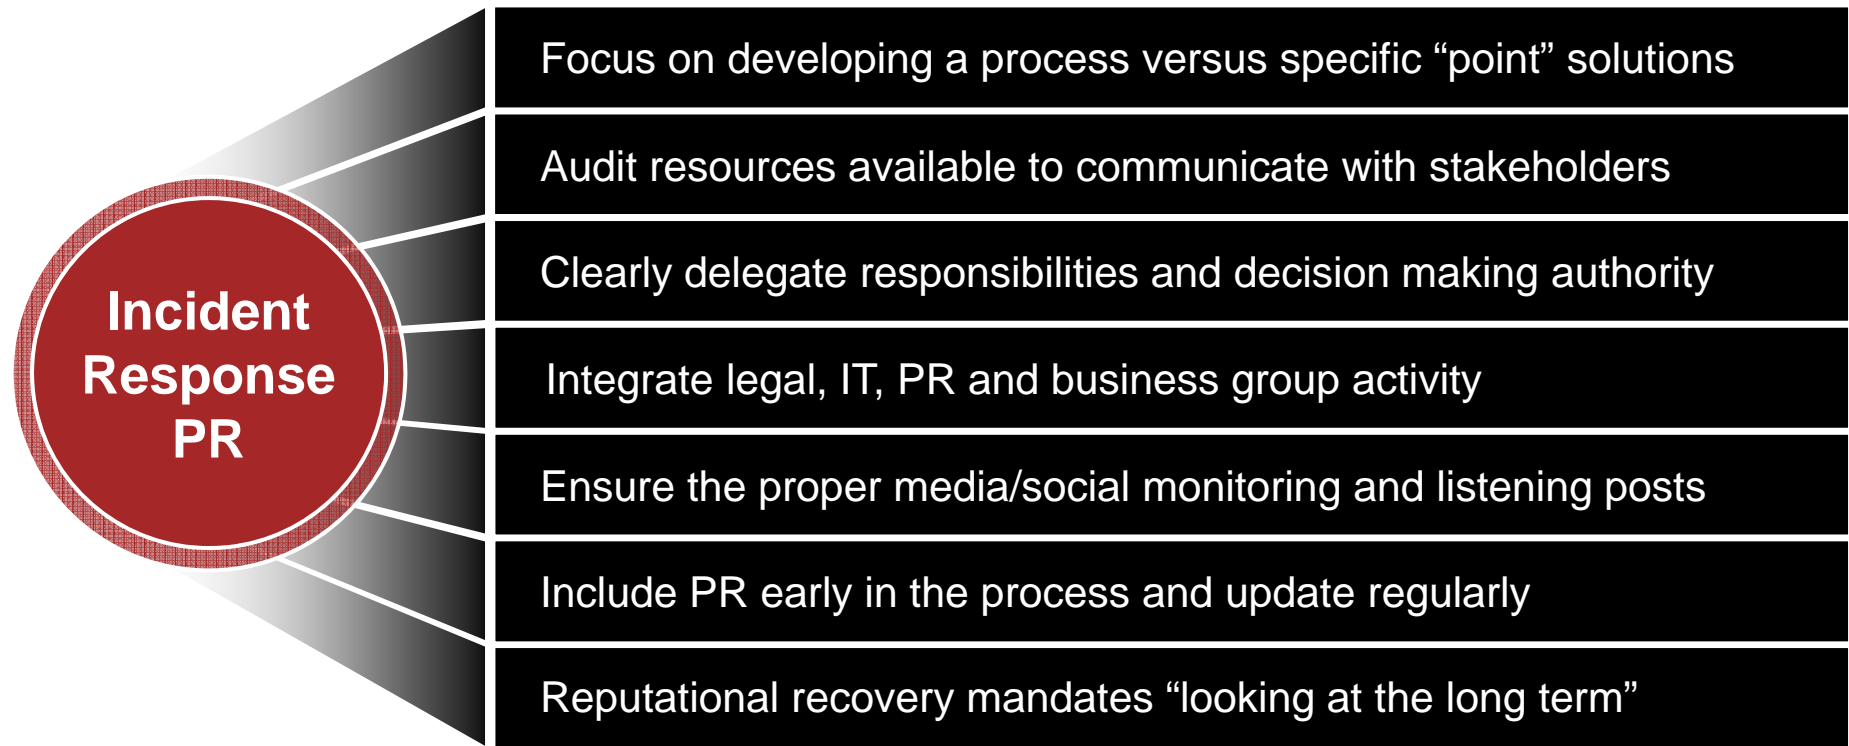 Incident
Response
PR
Focus on developing a process versus specific “point” solutions
Audit resources available to communicate with stakeholders
Clearly delegate responsibilities and decision making authority
Integrate legal, IT, PR and business group activity
Ensure the proper media/social monitoring and listening posts
Include PR early in the process and update regularly
Reputational recovery mandates “looking at the long term”